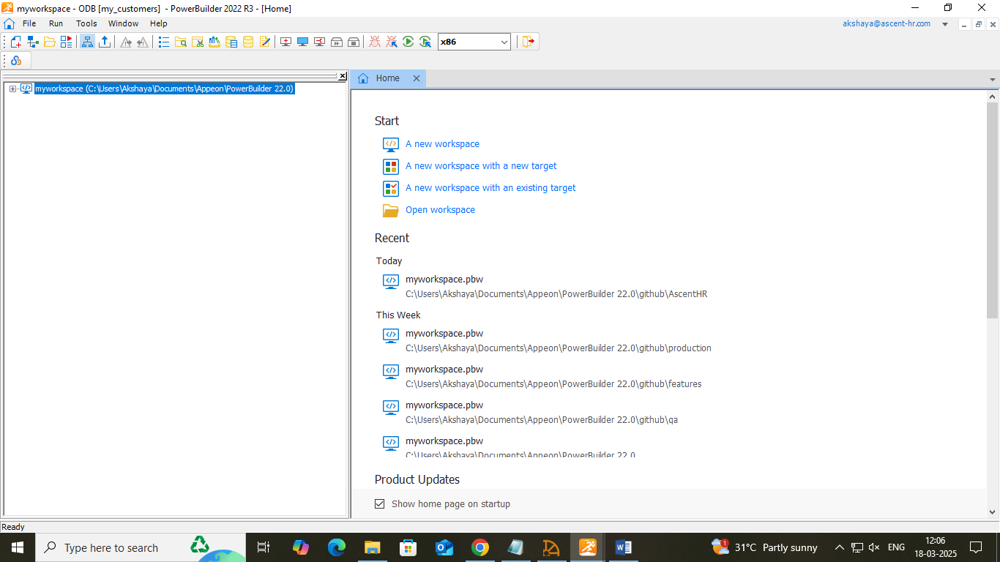 myworkspace - ODB [my_customers]  - PowerBuilder 2022 R3 - [Home]
File Run Tools Window Help
akshaya@ascent-hr.com
x86
myworkspace (C:\Users\Akshaya\Documents\Appeon\PowerBuilder 22.0)
Home
Start
A new workspace
A new workspace with a new target
A new workspace with an existing target
Open workspace
Recent
Today
myworkspace.pbw
C:\Users\Akshaya\Documents\Appeon\PowerBuilder 22.0\github\AscentHR
This Week
myworkspace.pbw
C:\Users\Akshaya\Documents\Appeon\PowerBuilder 22.0\github\production
myworkspace.pbw
C:\Users\Akshaya\Documents\Appeon\PowerBuilder 22.0\github\features
myworkspace.pbw
C:\Users\Akshaya\Documents\Appeon\PowerBuilder 22.0\github\qa
myworkspace.pbw
C:\Users\Akshaya\Documents\Appeon\PowerBuilder 22.0
Product Updates
Show home page on startup
Ready
Type here to search
1
31°C Partly sunny
ENG
12:06
18-03-2025